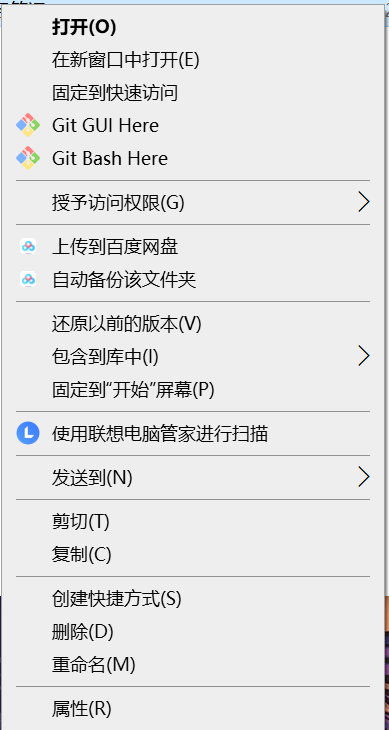 打开(O)
在新窗口中打开(E)
固定到快速访问
Git GUI Here
Git Bash Here
授予访问权限(G)
上传到百度网盘
自动备份该文件夹
还原以前的版本(V)
包含到库中(I)
固定到“开始”屏幕(P)
使用联想电脑管家进行扫描
发送到(N)
剪切(T)
复制(C)
创建快捷方式(S)
删除(D)
重命名(M)
属性(R)